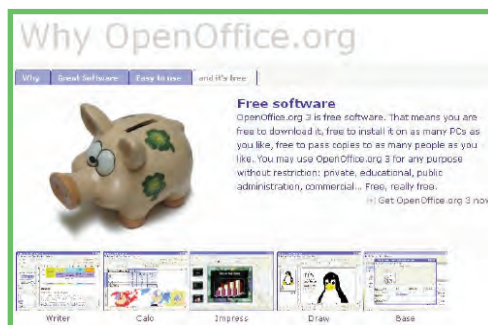 Why OpenOffice.org
Why Great Software Easy to use and it's free
Free software
OpenOffice.org 3 is free software. That means you are
free to download it, free to install it on as many PCs as
you like, free to pass copies to as many people as you
like. You may use OpenOffice.org 3 for any purpose
without restriction: private, educational, public
administration, commercial... Free, really free.
Get OpenOffice.org 3 now
Writer Calc Impress Draw Base